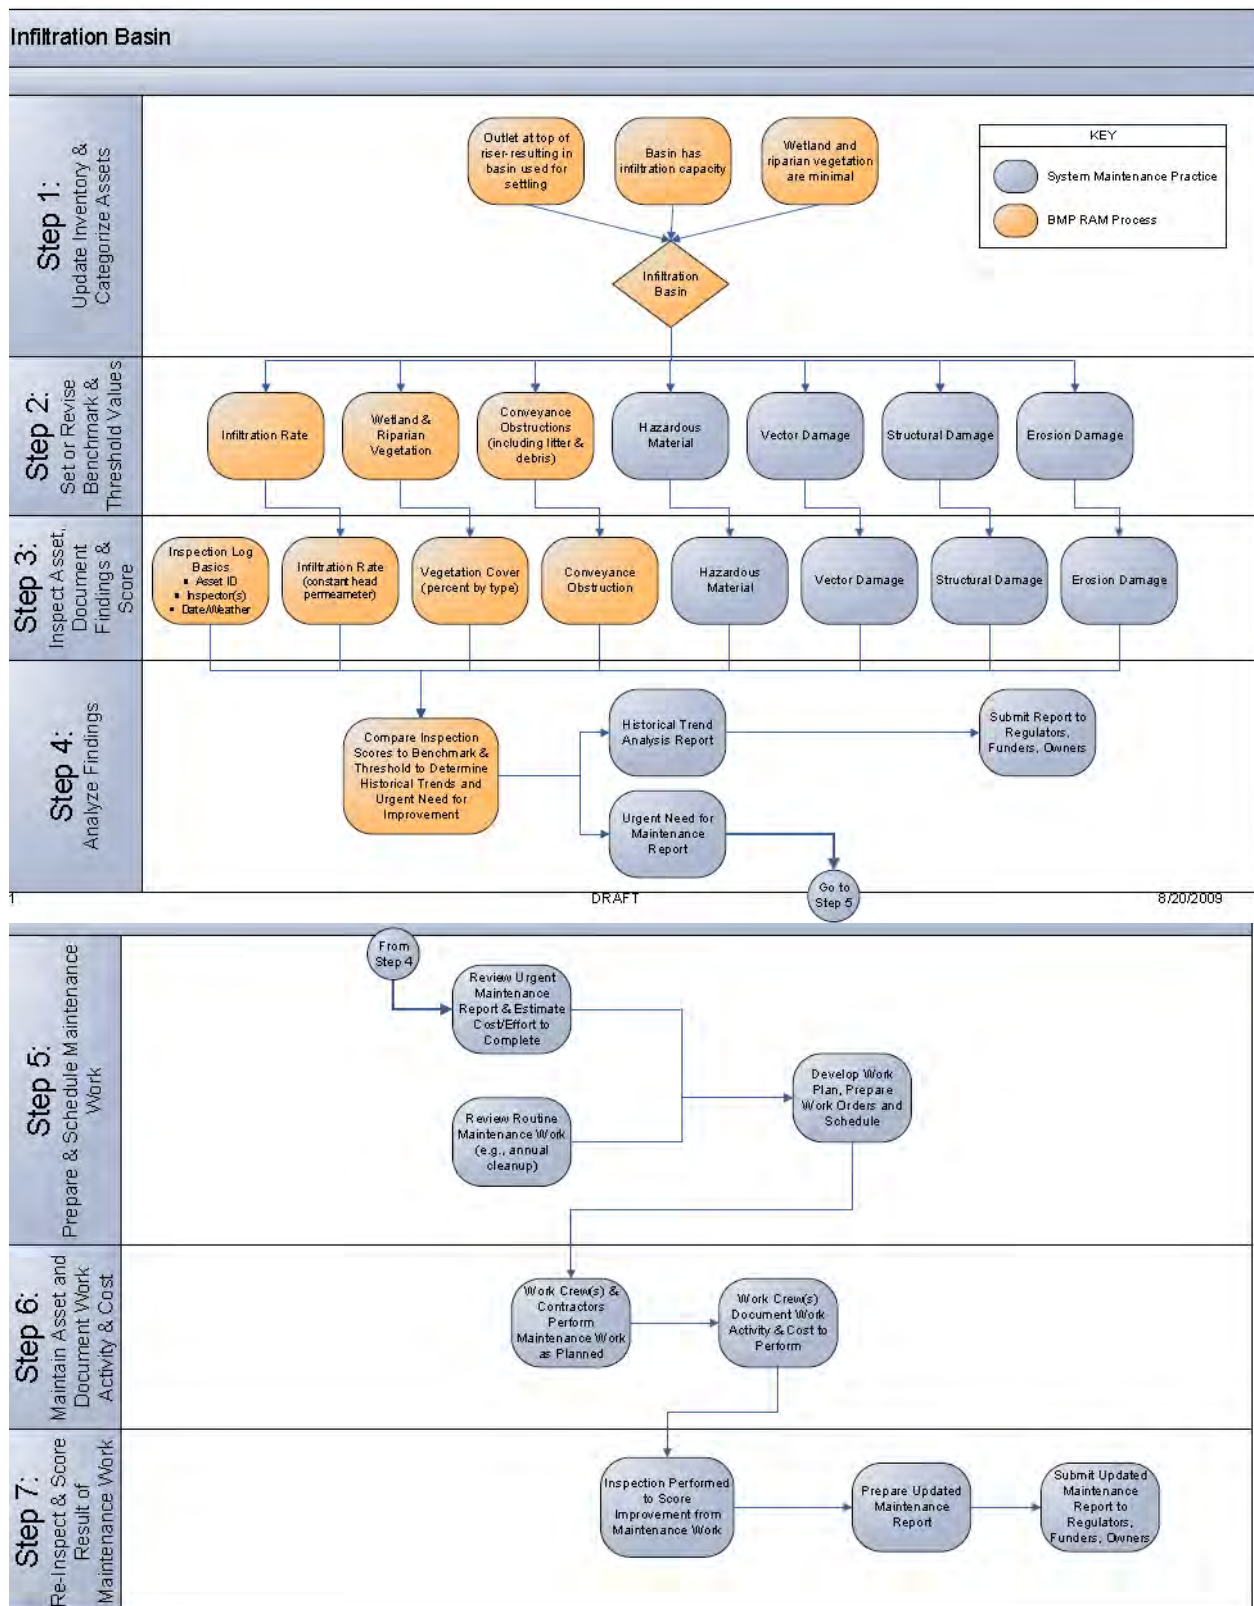 Infiltration Basin
Step 1:
Update Inventory &
Categorize Assets
Outlet at top of
riser-resulting in
basin used for
settling
Basin has
infiltration capacity
Wetland and
riparian vegetation
are minimal
KEY
System Maintenance Practice
BMP RAM Process
Infiltration
Basin
Step 2:
Set or Revise
Benchmark &
Threshold Values
Infiltration Rate
Wetland &
Riparian
Vegetation
Conveyance
Obstructions
(including litter &
debris)
Hazardous
Material
Vector Damage
Structural Damage
Erosion Damage
Step 3:
Inspect Asset,
Document
Findings &
Score
Inspection Log
Basics
▪ Asset ID
▪ Inspector(s)
▪ Date/Weather
Infiltration Rate
(constant head
permeameter)
Vegetation Cover
(percent by type)
Conveyance
Obstruction
Hazardous
Material
Vector Damage
Structural Damage
Erosion Damage
Step 4:
Analyze Findings
Compare Inspection
Scores to Benchmark &
Threshold to Determine
Historical Trends and
Urgent Need for
Improvement
Historical Trend
Analysis Report
Submit Report to
Regulators,
Funders, Owners
Urgent Need for
Maintenance
Report
Go to
Step 5
1
DRAFT
8/20/2009
Step 5:
Prepare & Schedule Maintenance
Work
From
Step 4
Review Urgent
Maintenance
Report & Estimate
Cost/Effort to
Complete
Review Routine
Maintenance Work
(e.g., annual
cleanup)
Develop Work
Plan, Prepare
Work Orders and
Schedule
Step 6:
Maintain Asset and
Document Work
Activity & Cost
Work Crew(s) &
Contractors
Perform
Maintenance Work
as Planned
Work Crew(s)
Document Work
Activity & Cost to
Perform
Step 7:
Re-Inspect & Score
Result of
Maintenance Work
Inspection Performed
to Score
Improvement from
Maintenance Work
Prepare Updated
Maintenance
Report
Submit Updated
Maintenance
Report to
Regulators,
Funders, Owners